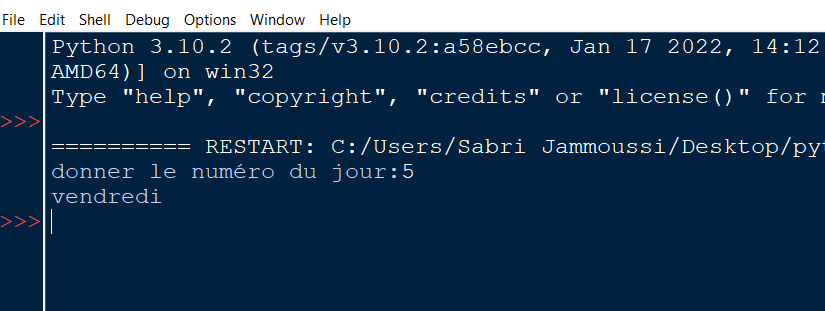 File Edit Shell Debug Options Window Help
Python 3.10.2 (tags/v3.10.2:a58ebcc, Jan 17 2022, 14:12
AMD64)] on win32
Type "help", "copyright", "credits" or "license()" for
>>>
========== RESTART: C:/Users/Sabri Jammoussi/Desktop/pyt
donner le numéro du jour:5
vendredi
>>>